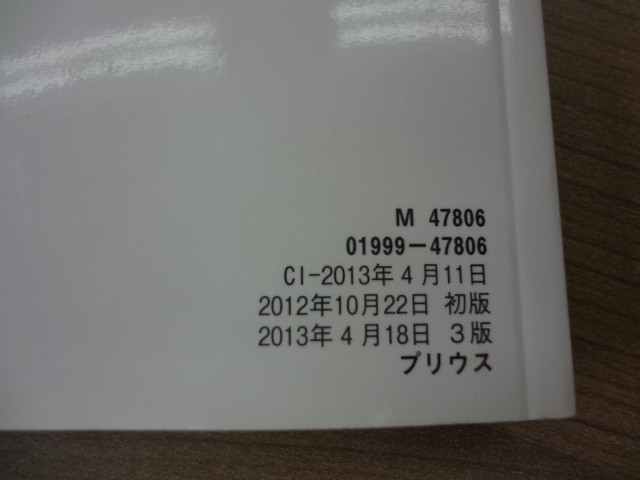 M 47806
01999-47806
CI-2013年4月11日
2012年10月22日 初版
2013年4月18日 3版
プリウス